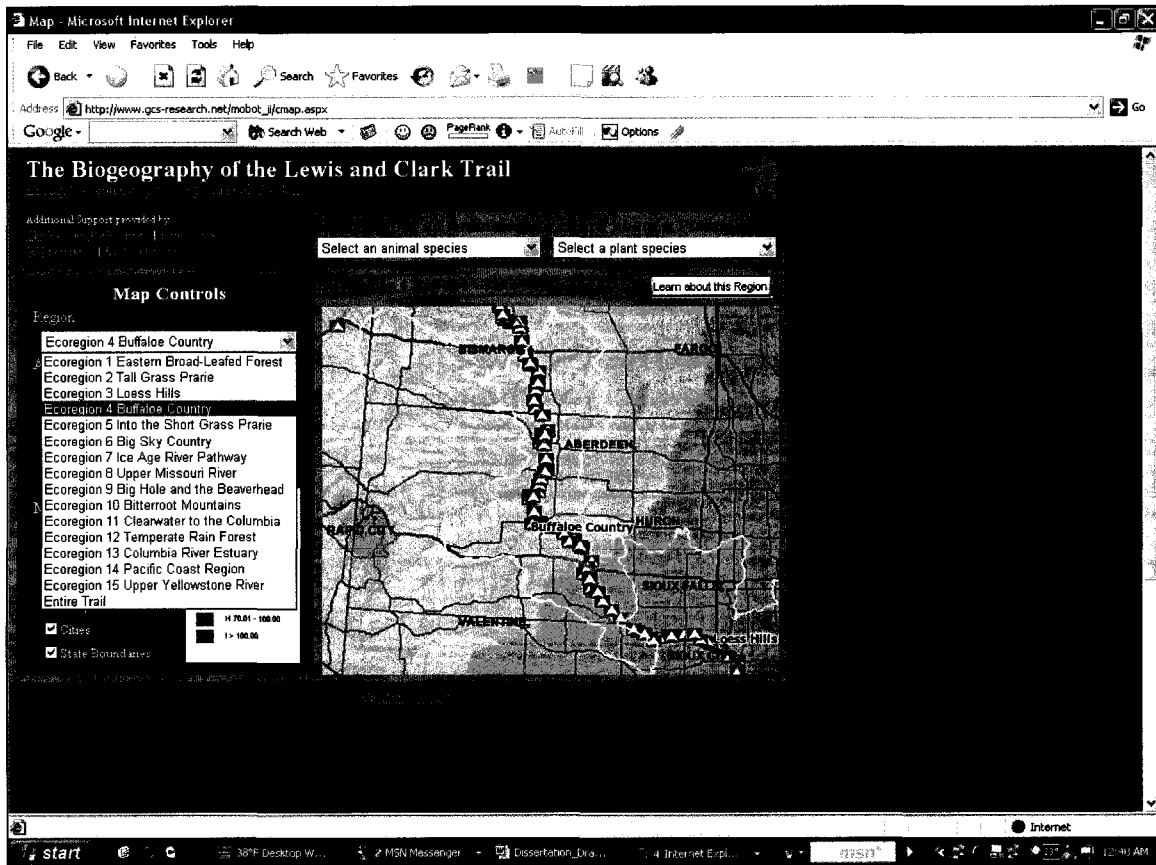 Map - Microsoft Internet Explorer
File Edit View Favorites Tools Help
Back Search Favorites
Address http://www.gcs-research.net/mobot_ji/cmap.aspx Go
Google Search Web PageRank AutoFill Options
The Biogeography of the Lewis and Clark Trail
Additional Support provided by
Select an animal species Select a plant species
Learn about this Region
Map Controls
Region
Ecoregion 4 Buffaloe Country
Ecoregion 1 Eastern Broad-Leafed Forest
Ecoregion 2 Tall Grass Prarie
Ecoregion 3 Loess Hills
Ecoregion 4 Buffaloe Country
Ecoregion 5 Into the Short Grass Prarie
Ecoregion 6 Big Sky Country
Ecoregion 7 Ice Age River Pathway
Ecoregion 8 Upper Missouri River
Ecoregion 9 Big Hole and the Beaverhead
Ecoregion 10 Bitterroot Mountains
Ecoregion 11 Clearwater to the Columbia
Ecoregion 12 Temperate Rain Forest
Ecoregion 13 Columbia River Estuary
Ecoregion 14 Pacific Coast Region
Ecoregion 15 Upper Yellowstone River
Entire Trail
H 70.01 - 100.00
I > 100.00
Cities
State Boundaries
BISMARCK
FARGO
ABERDEEN
RAPID CITY
Buffaloe Country
HURON
SIOUX FALLS
VALENTINE
Loess Hills
Internet
start 38°F Desktop W... 2 MSN Messenger Dissertation_Dra... 4 Internet Expl... msn 12:40 AM